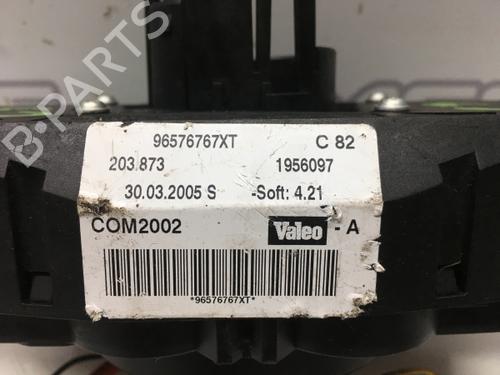 96576767XT C 82
203.873 1956097
30.03.2005 S -Soft: 4.21
COM2002 Valeo - A
*96576767XT*
B-PARTS